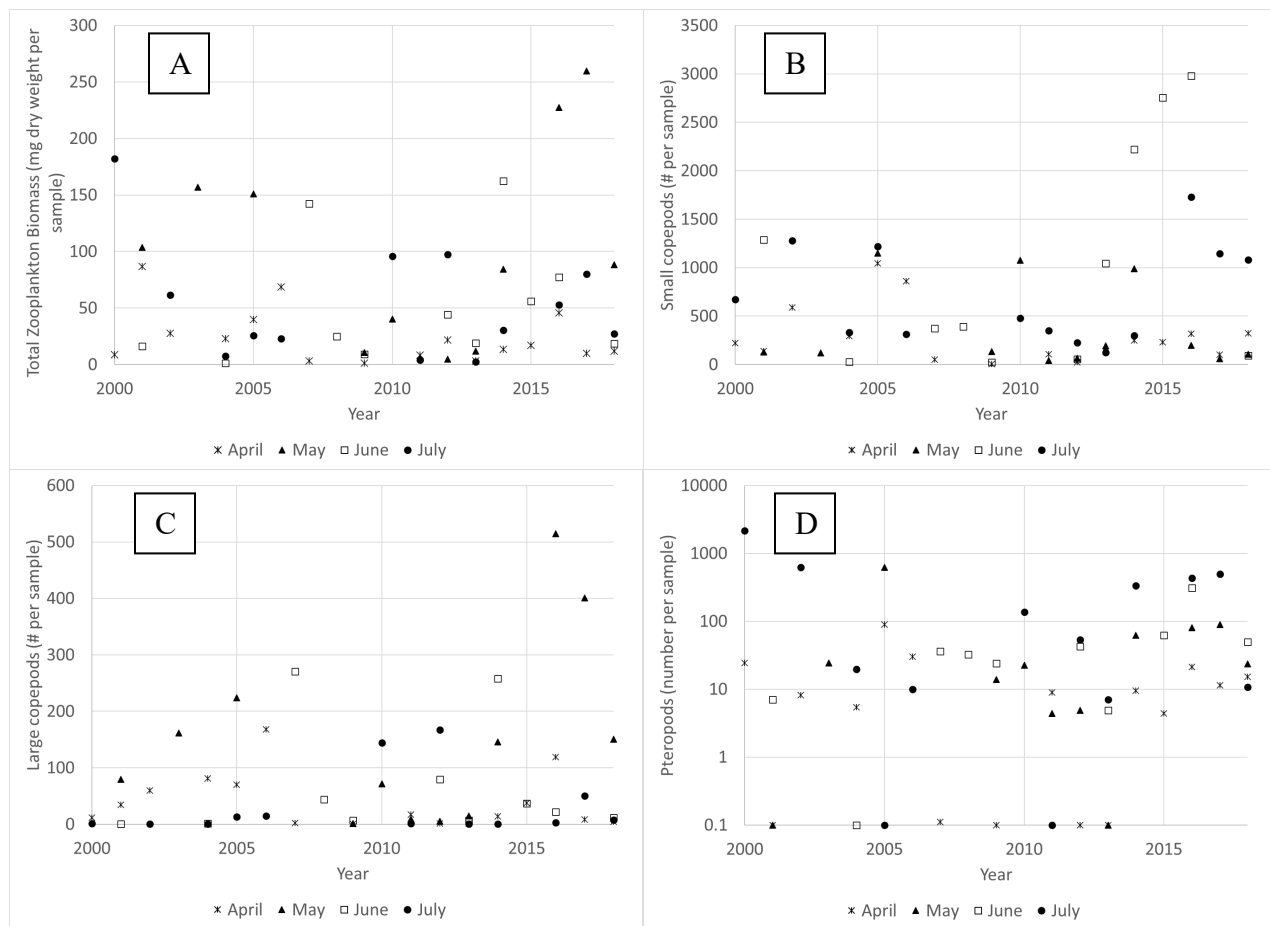 A
Total Zooplankton Biomass (mg dry weight per
sample)
300
250
200
150
100
50
0
2000 2005 2010 2015
Year
April May June July
B
Small copepods (# per sample)
3500
3000
2500
2000
1500
1000
500
0
2000 2005 2010 2015
Year
April May June July
C
Large copepods (# per sample)
600
500
400
300
200
100
0
2000 2005 2010 2015
Year
April May June July
D
Pteropods (number per sample)
10000
1000
100
10
1
0.1
2000 2005 2010 2015
Year
April May June July